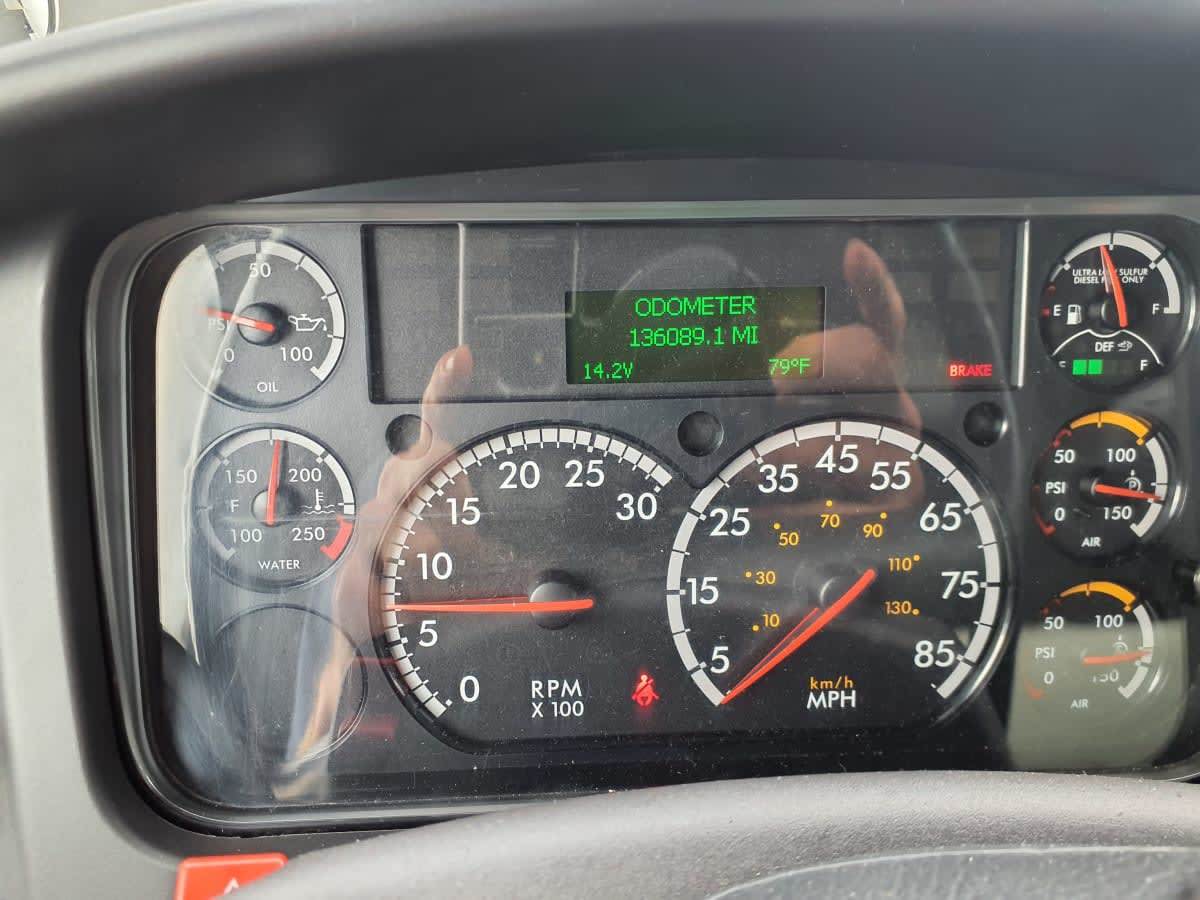 ODOMETER
136089.1 MI
14.2V 79°F
BRAKE
50
PSI
0 100
OIL
150 200
F
100 250
WATER
0
5
10
15
20
25
30
RPM
X 100
5
15
25
35
45
55
65
75
85
10
30
50
70
90
110
130
km/h
MPH
ULTRA LOW SULFUR
DIESEL FUEL ONLY
E F
DEF
F
50 100
PSI
0 150
AIR
50 100
PSI
0 150
AIR